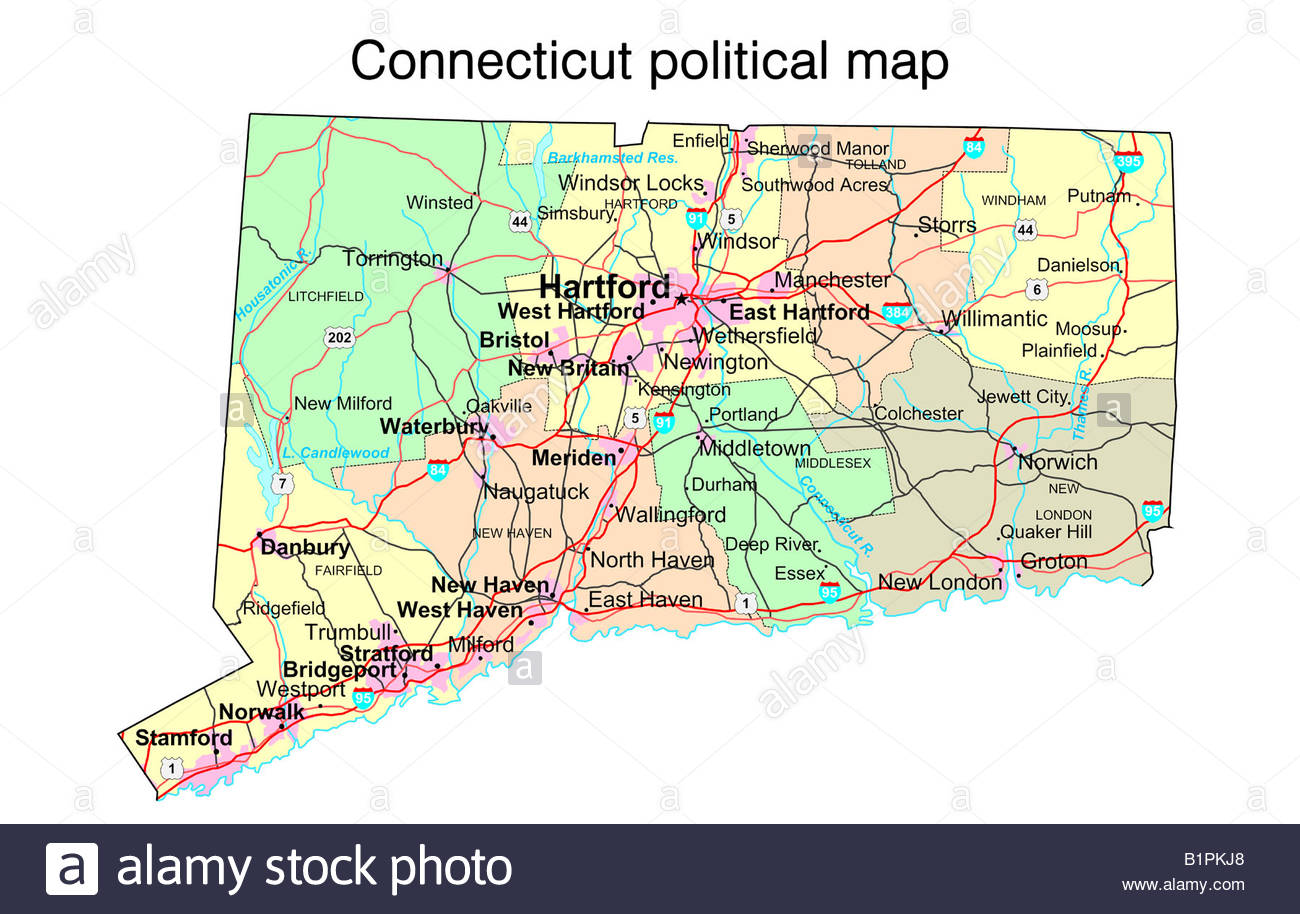 Connecticut political map
Enfield
Sherwood Manor
84
Barkhamsted Res.
TOLLAND
395
Windsor Locks
Southwood Acres
Putnam
Winsted
HARTFORD
WINDHAM
44
Simsbury
91
5
Storrs
44
Windsor
Torrington
Danielson
Housatonic R.
Hartford
Manchester
LITCHFIELD
6
West Hartford
East Hartford
384
Willimantic
202
Bristol
Wethersfield
Moosup
New Britain
Newington
Plainfield
Kensington
Jewett City
Thames R.
New Milford
Oakville
5
91
Portland
Colchester
Waterbury
L. Candlewood
Meriden
Middletown
MIDDLESEX
Norwich
84
7
Naugatuck
Durham
Connecticut R.
NEW
LONDON
95
Wallingford
NEW HAVEN
Quaker Hill
Danbury
Deep River
FAIRFIELD
North Haven
Essex
Groton
New Haven
New London
West Haven
East Haven
1
95
Ridgefield
Trumbull
Milford
Stratford
Bridgeport
Westport
95
Norwalk
Stamford
1
alamy
alamy
alamy
alamy
a
a alamy stock photo
B1PKJ8
www.alamy.com